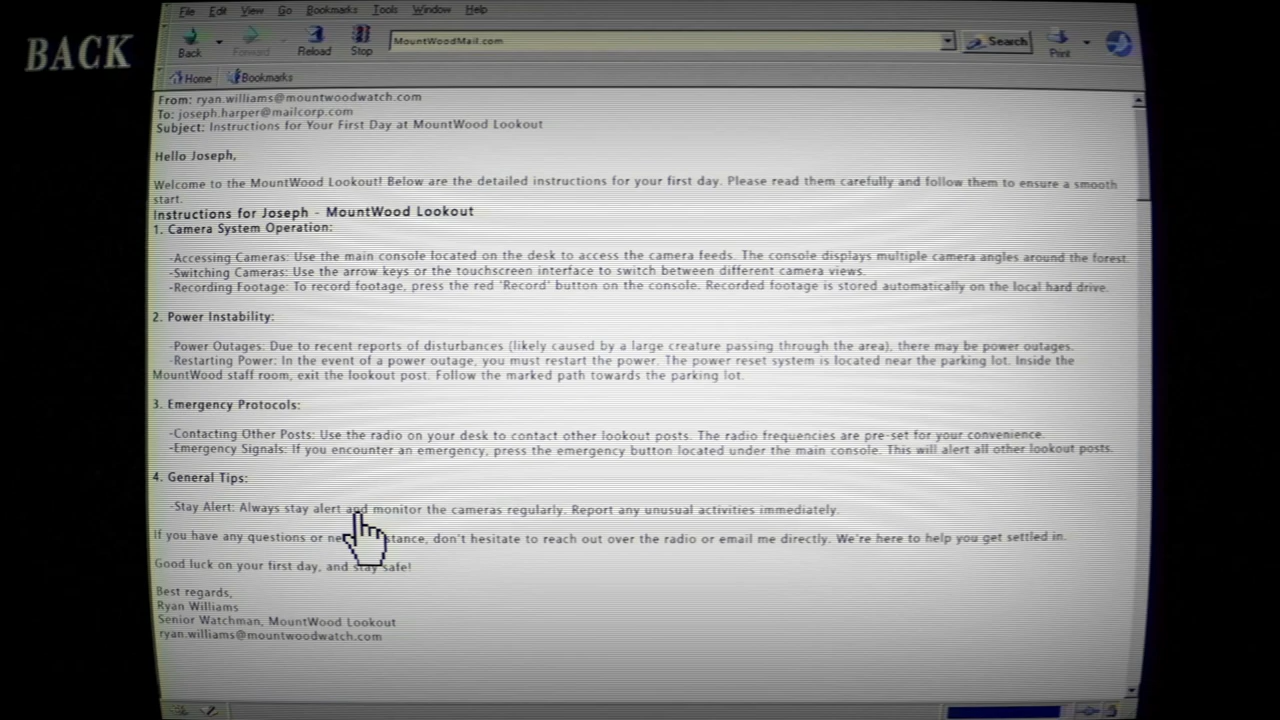 File Edit View Go Bookmarks Tools Window Help
BACK
Back Forward Reload Stop MountWoodMail.com Search Print
Home Bookmarks
From: ryan.williams@mountwoodwatch.com
To: joseph.harper@mailcorp.com
Subject: Instructions for Your First Day at MountWood Lookout
Hello Joseph,
Welcome to the MountWood Lookout! Below are the detailed instructions for your first day. Please read them carefully and follow them to ensure a smooth
start.
Instructions for Joseph - MountWood Lookout
1. Camera System Operation:
-Accessing Cameras: Use the main console located on the desk to access the camera feeds. The console displays multiple camera angles around the forest.
-Switching Cameras: Use the arrow keys or the touchscreen interface to switch between different camera views.
-Recording Footage: To record footage, press the red 'Record' button on the console. Recorded footage is stored automatically on the local hard drive.
2. Power Instability:
-Power Outages: Due to recent reports of disturbances (likely caused by a large creature passing through the area), there may be power outages.
-Restarting Power: In the event of a power outage, you must restart the power. The power reset system is located near the parking lot. Inside the
MountWood staff room, exit the lookout post. Follow the marked path towards the parking lot.
3. Emergency Protocols:
-Contacting Other Posts: Use the radio on your desk to contact other lookout posts. The radio frequencies are pre-set for your convenience.
-Emergency Signals: If you encounter an emergency, press the emergency button located under the main console. This will alert all other lookout posts.
4. General Tips:
-Stay Alert: Always stay alert and monitor the cameras regularly. Report any unusual activities immediately.
If you have any questions or don't hesitate to reach out over the radio or email me directly. We're here to help you get settled in.
Good luck on your first day, and stay safe!
Best regards,
Ryan Williams
Senior Watchman, MountWood Lookout
ryan.williams@mountwoodwatch.com